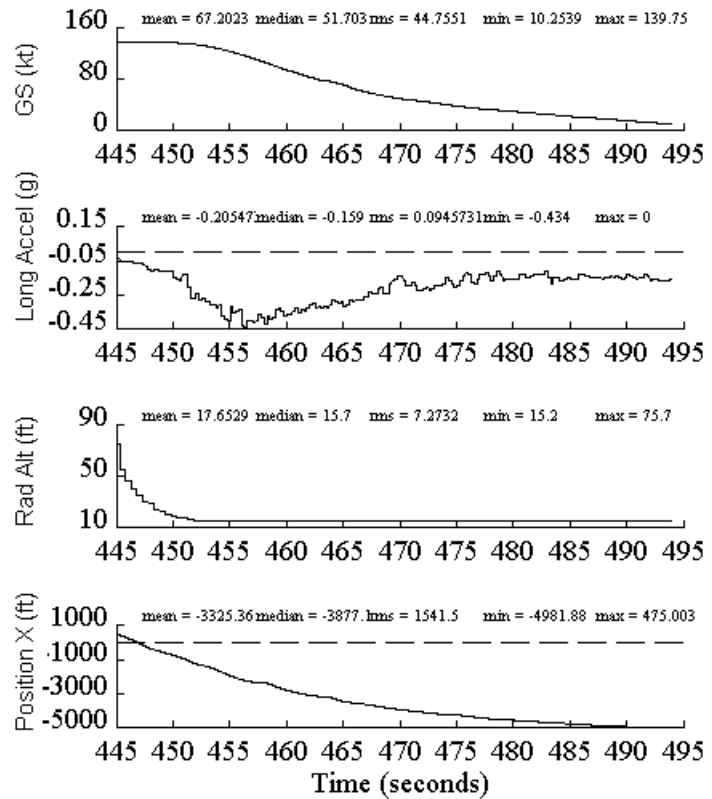 mean = 67.2023 median = 51.703 rms = 44.7551 min = 10.2539 max = 139.75
GS (kt)
160
80
0
445 450 455 460 465 470 475 480 485 490 495
mean = -0.20547 median = -0.159 rms = 0.0945731 min = -0.434 max = 0
Long Accel (g)
0.15
-0.05
-0.25
-0.45
445 450 455 460 465 470 475 480 485 490 495
mean = 17.6529 median = 15.7 rms = 7.2732 min = 15.2 max = 75.7
Rad Alt (ft)
90
50
10
445 450 455 460 465 470 475 480 485 490 495
mean = -3325.36 median = -3877.1 rms = 1541.5 min = -4981.88 max = 475.003
Position X (ft)
1000
-1000
-3000
-5000
445 450 455 460 465 470 475 480 485 490 495
Time (seconds)